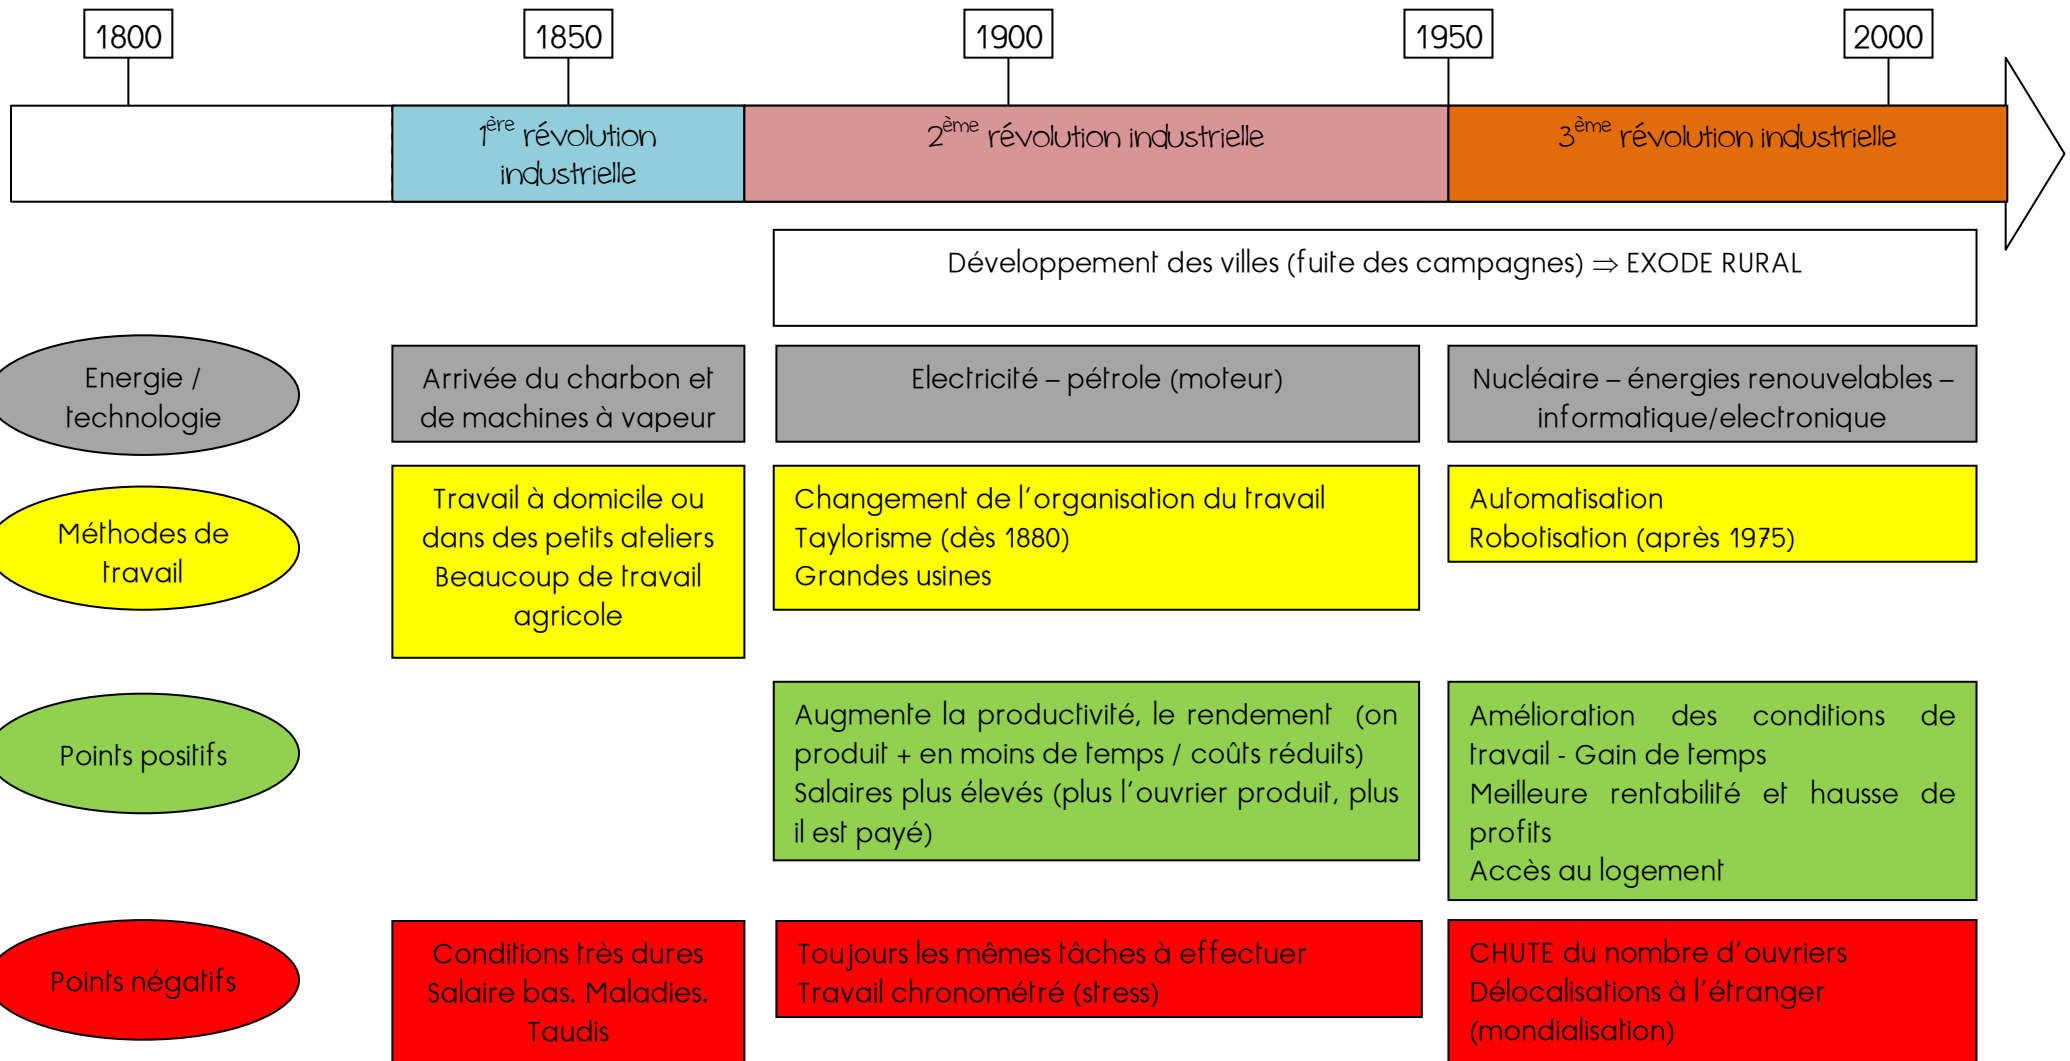 1800
1850
1900
1950
2000
1ère révolution
industrielle
2ème révolution industrielle
3ème révolution industrielle
Développement des villes (fuite des campagnes) ⇒ EXODE RURAL
Energie /
technologie
Arrivée du charbon et
de machines à vapeur
Electricité – pétrole (moteur)
Nucléaire – énergies renouvelables –
informatique/electronique
Méthodes de
travail
Travail à domicile ou
dans des petits ateliers
Beaucoup de travail
agricole
Changement de l'organisation du travail
Taylorisme (dès 1880)
Grandes usines
Automatisation
Robotisation (après 1975)
Points positifs
Augmente la productivité, le rendement (on
produit + en moins de temps / coûts réduits)
Salaires plus élevés (plus l'ouvrier produit, plus
il est payé)
Amélioration des conditions de
travail - Gain de temps
Meilleure rentabilité et hausse de
profits
Accès au logement
Points négatifs
Conditions très dures
Salaire bas. Maladies.
Taudis
Toujours les mêmes tâches à effectuer
Travail chronométré (stress)
CHUTE du nombre d'ouvriers
Délocalisations à l'étranger
(mondialisation)